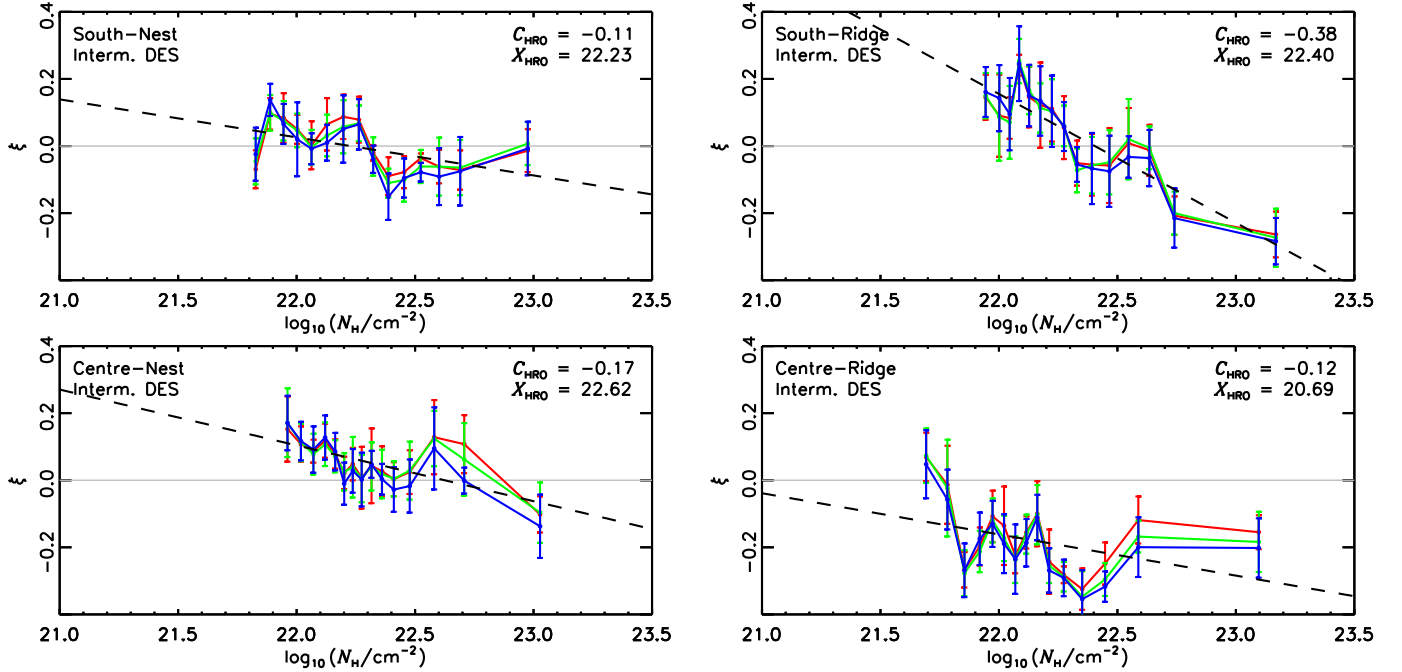 0.4
0.2
0.0
−0.2
ξ
South−Nest
Interm. DES
C_HRO = −0.11
X_HRO = 22.23
21.0 21.5 22.0 22.5 23.0 23.5
log₁₀(N_H/cm⁻²)
0.4
0.2
0.0
−0.2
ξ
South−Ridge
Interm. DES
C_HRO = −0.38
X_HRO = 22.40
21.0 21.5 22.0 22.5 23.0 23.5
log₁₀(N_H/cm⁻²)
0.4
0.2
0.0
−0.2
ξ
Centre−Nest
Interm. DES
C_HRO = −0.17
X_HRO = 22.62
21.0 21.5 22.0 22.5 23.0 23.5
log₁₀(N_H/cm⁻²)
0.4
0.2
0.0
−0.2
ξ
Centre−Ridge
Interm. DES
C_HRO = −0.12
X_HRO = 20.69
21.0 21.5 22.0 22.5 23.0 23.5
log₁₀(N_H/cm⁻²)